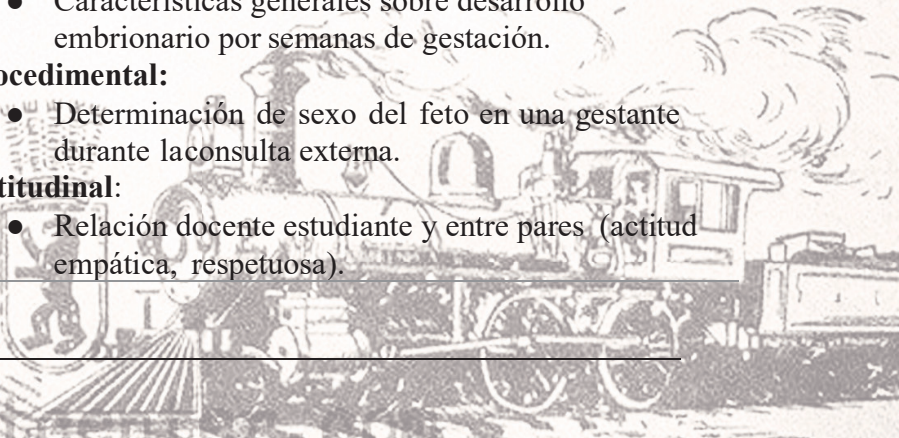 Características generales sobre desarrollo
embrionario por semanas de gestación.
ocedimental:
● Determinación de sexo del feto en una gestante
durante laconsulta externa.
titudinal:
● Relación docente estudiante y entre pares (actitud
empática, respetuosa).